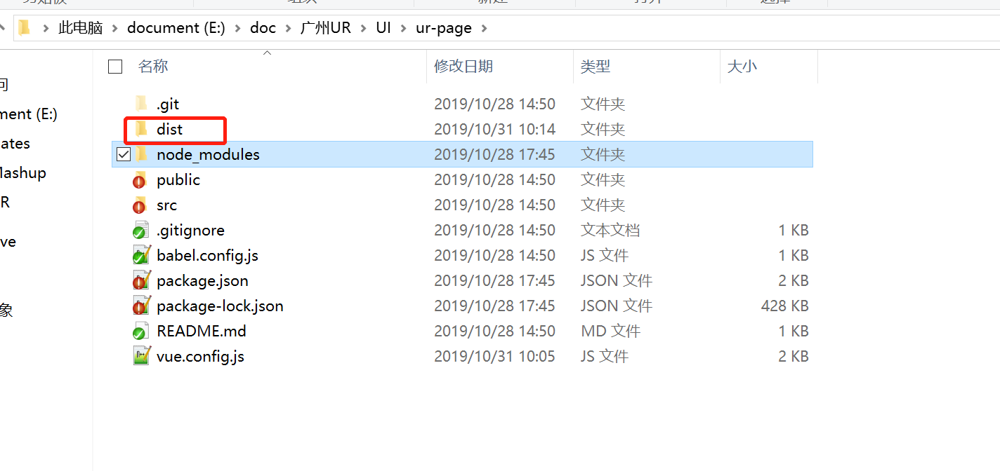 此电脑 document (E:) doc 广州UR UI ur-page
名称 修改日期 类型 大小
.git 2019/10/28 14:50 文件夹
dist 2019/10/31 10:14 文件夹
node_modules 2019/10/28 17:45 文件夹
public 2019/10/28 14:50 文件夹
src 2019/10/28 14:50 文件夹
.gitignore 2019/10/28 14:50 文本文档 1 KB
babel.config.js 2019/10/28 14:50 JS 文件 1 KB
package.json 2019/10/28 17:45 JSON 文件 2 KB
package-lock.json 2019/10/28 17:45 JSON 文件 428 KB
README.md 2019/10/28 14:50 MD 文件 1 KB
vue.config.js 2019/10/31 10:05 JS 文件 2 KB
ment (E:)
ates
Mashup
R
ve
象